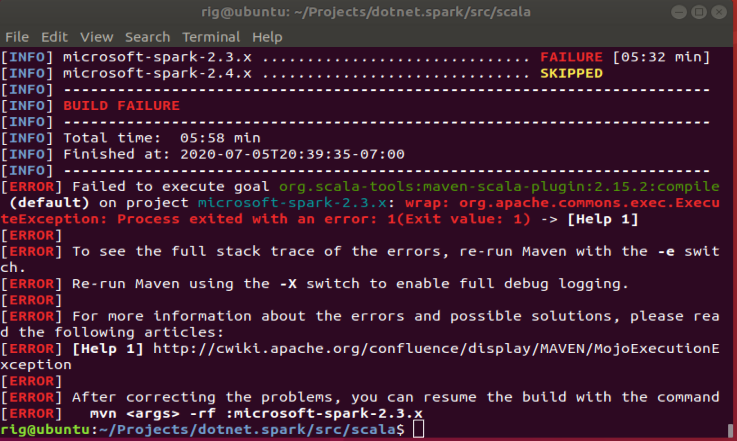 rig@ubuntu: ~/Projects/dotnet.spark/src/scala
File Edit View Search Terminal Help
[INFO] microsoft-spark-2.3.x .............................. FAILURE [05:32 min]
[INFO] microsoft-spark-2.4.x .............................. SKIPPED
[INFO] ------------------------------------------------------------------------
[INFO] BUILD FAILURE
[INFO] ------------------------------------------------------------------------
[INFO] Total time:  05:58 min
[INFO] Finished at: 2020-07-05T20:39:35-07:00
[INFO] ------------------------------------------------------------------------
[ERROR] Failed to execute goal org.scala-tools:maven-scala-plugin:2.15.2:compile
 (default) on project microsoft-spark-2.3.x: wrap: org.apache.commons.exec.Execu
teException: Process exited with an error: 1(Exit value: 1) -> [Help 1]
[ERROR]
[ERROR] To see the full stack trace of the errors, re-run Maven with the -e swit
ch.
[ERROR] Re-run Maven using the -X switch to enable full debug logging.
[ERROR]
[ERROR] For more information about the errors and possible solutions, please rea
d the following articles:
[ERROR] [Help 1] http://cwiki.apache.org/confluence/display/MAVEN/MojoExecutionE
xception
[ERROR]
[ERROR] After correcting the problems, you can resume the build with the command
[ERROR]   mvn <args> -rf :microsoft-spark-2.3.x
rig@ubuntu:~/Projects/dotnet.spark/src/scala$